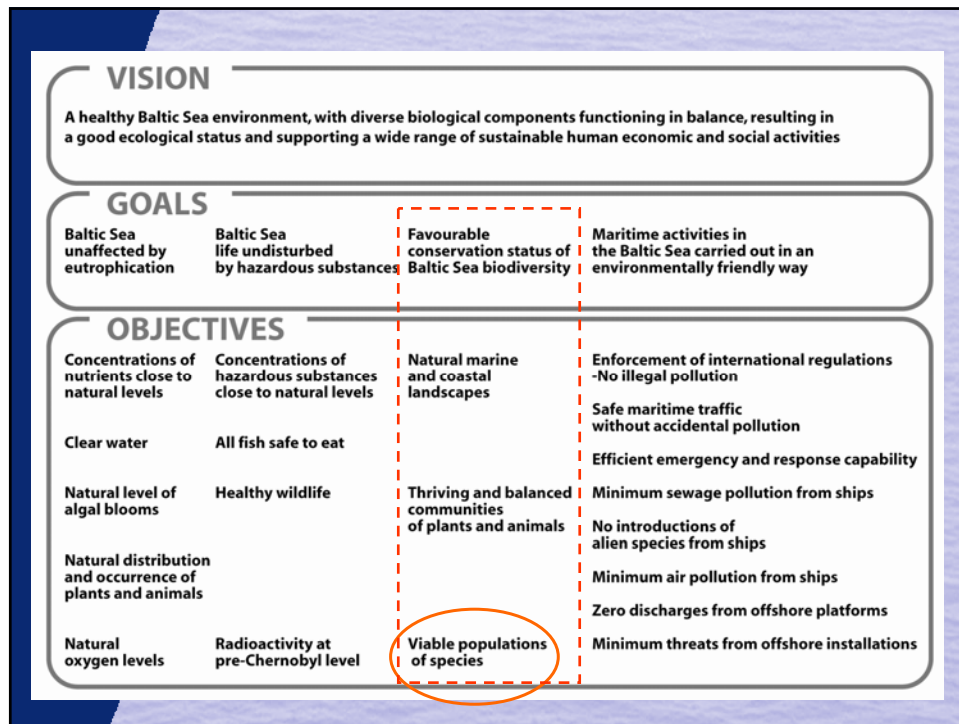 VISION
A healthy Baltic Sea environment, with diverse biological components functioning in balance, resulting in
a good ecological status and supporting a wide range of sustainable human economic and social activities
GOALS
Baltic Sea
unaffected by
eutrophication
Baltic Sea
life undisturbed
by hazardous substances
Favourable
conservation status of
Baltic Sea biodiversity
Maritime activities in
the Baltic Sea carried out in an
environmentally friendly way
OBJECTIVES
Concentrations of
nutrients close to
natural levels
Clear water
Natural level of
algal blooms
Natural distribution
and occurrence of
plants and animals
Natural
oxygen levels
Concentrations of
hazardous substances
close to natural levels
All fish safe to eat
Healthy wildlife
Radioactivity at
pre-Chernobyl level
Natural marine
and coastal
landscapes
Thriving and balanced
communities
of plants and animals
Viable populations
of species
Enforcement of international regulations
-No illegal pollution
Safe maritime traffic
without accidental pollution
Efficient emergency and response capability
Minimum sewage pollution from ships
No introductions of
alien species from ships
Minimum air pollution from ships
Zero discharges from offshore platforms
Minimum threats from offshore installations